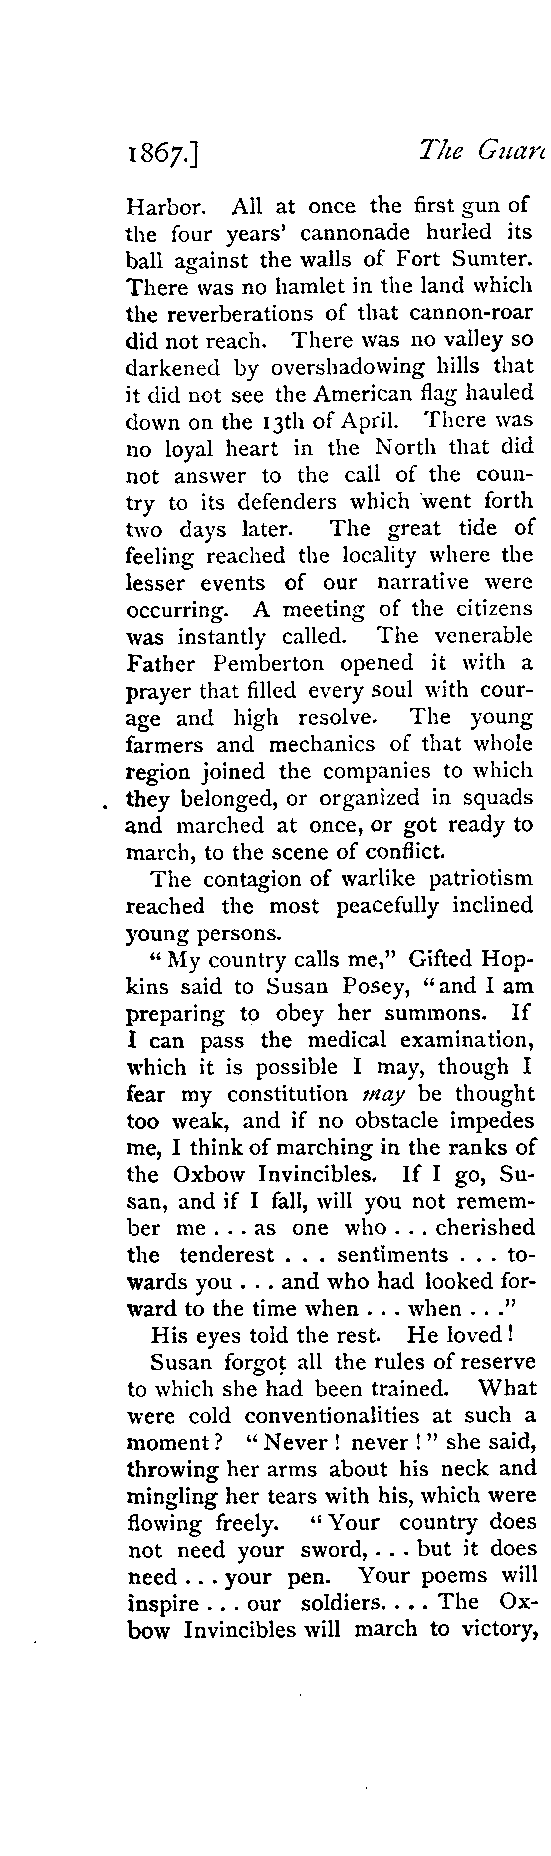 1867.] The Guar
Harbor. All at once the first gun of
the four years' cannonade hurled its
ball against the walls of Fort Sumter.
There was no hamlet in the land which
the reverberations of that cannon-roar
did not reach. There was no valley so
darkened by overshadowing hills that
it did not see the American flag hauled
down on the 13th of April. There was
no loyal heart in the North that did
not answer to the call of the coun-
try to its defenders which went forth
two days later. The great tide of
feeling reached the locality where the
lesser events of our narrative were
occurring. A meeting of the citizens
was instantly called. The venerable
Father Pemberton opened it with a
prayer that filled every soul with cour-
age and high resolve. The young
farmers and mechanics of that whole
region joined the companies to which
they belonged, or organized in squads
and marched at once, or got ready to
march, to the scene of conflict.
The contagion of warlike patriotism
reached the most peacefully inclined
young persons.
"My country calls me," Gifted Hop-
kins said to Susan Posey, "and I am
preparing to obey her summons. If
I can pass the medical examination,
which it is possible I may, though I
fear my constitution may be thought
too weak, and if no obstacle impedes
me, I think of marching in the ranks of
the Oxbow Invincibles. If I go, Su-
san, and if I fall, will you not remem-
ber me . . . as one who . . . cherished
the tenderest . . . sentiments . . . to-
wards you . . . and who had looked for-
ward to the time when . . . when . . ."
His eyes told the rest. He loved!
Susan forgot all the rules of reserve
to which she had been trained. What
were cold conventionalities at such a
moment? "Never! never!" she said,
throwing her arms about his neck and
mingling her tears with his, which were
flowing freely. "Your country does
not need your sword, . . . but it does
need . . . your pen. Your poems will
inspire . . . our soldiers. . . . The Ox-
bow Invincibles will march to victory,